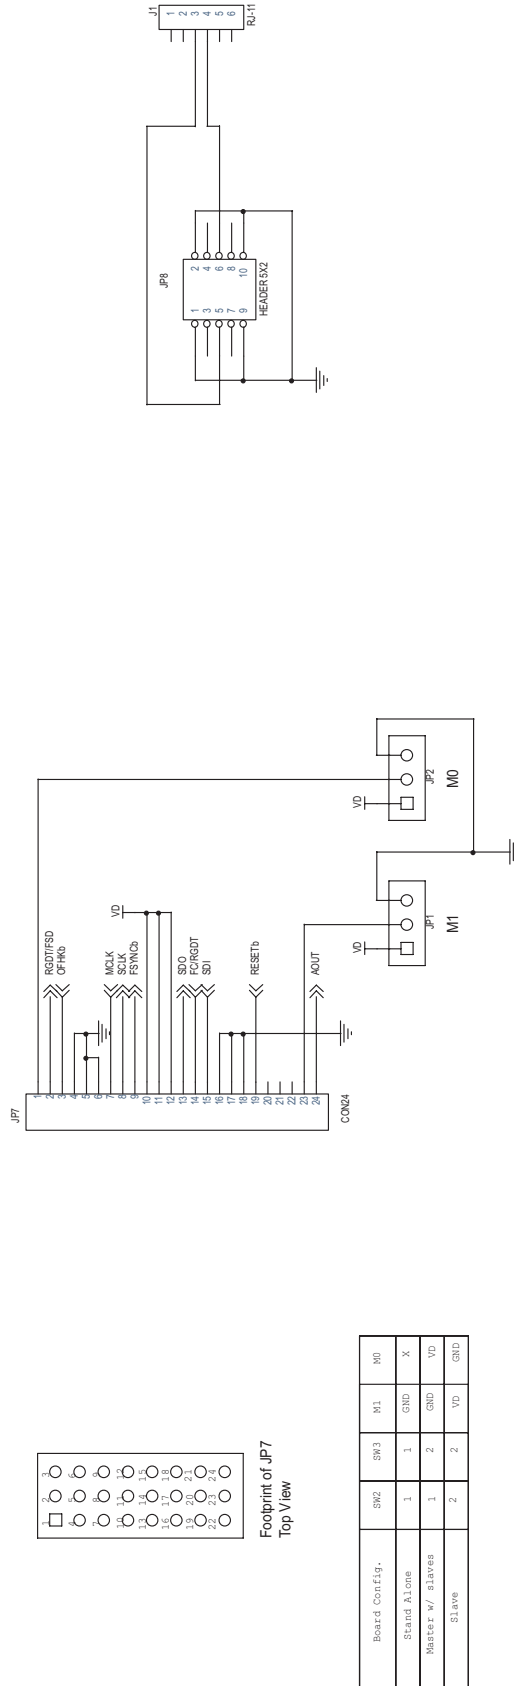 J1
1
2
3
4
5
6
RJ-11
JP8
2
4
6
8
10
1
3
5
7
9
HEADER 5X2
VD
JP2
M0
VD
JP1
M1
RGDT/FSD
OFHKb
MCLK
SCLK
FSYNCb
VD
SDO
FC/RGDT
SDI
RESETb
AOUT
JP7
1
2
3
4
5
6
7
8
9
10
11
12
13
14
15
16
17
18
19
20
21
22
23
24
CON24
1 2 3
4 5 6
7 8 9
10 11 12
13 14 15
16 17 18
19 20 21
22 23 24
Footprint of JP7
Top View
Board Config. SW2 SW3 M1 M0
Stand Alone 1 1 GND X
Master w/ slaves 1 2 GND VD
Slave 2 2 VD GND